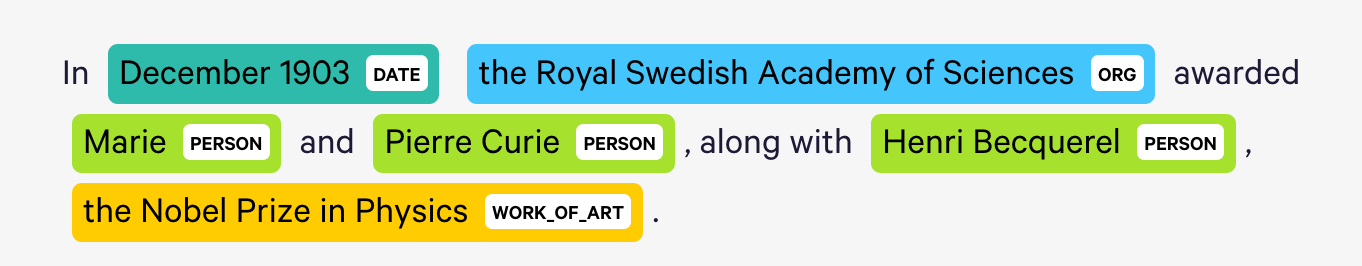 In December 1903 DATE the Royal Swedish Academy of Sciences ORG awarded
Marie PERSON and Pierre Curie PERSON , along with Henri Becquerel PERSON ,
the Nobel Prize in Physics WORK_OF_ART .